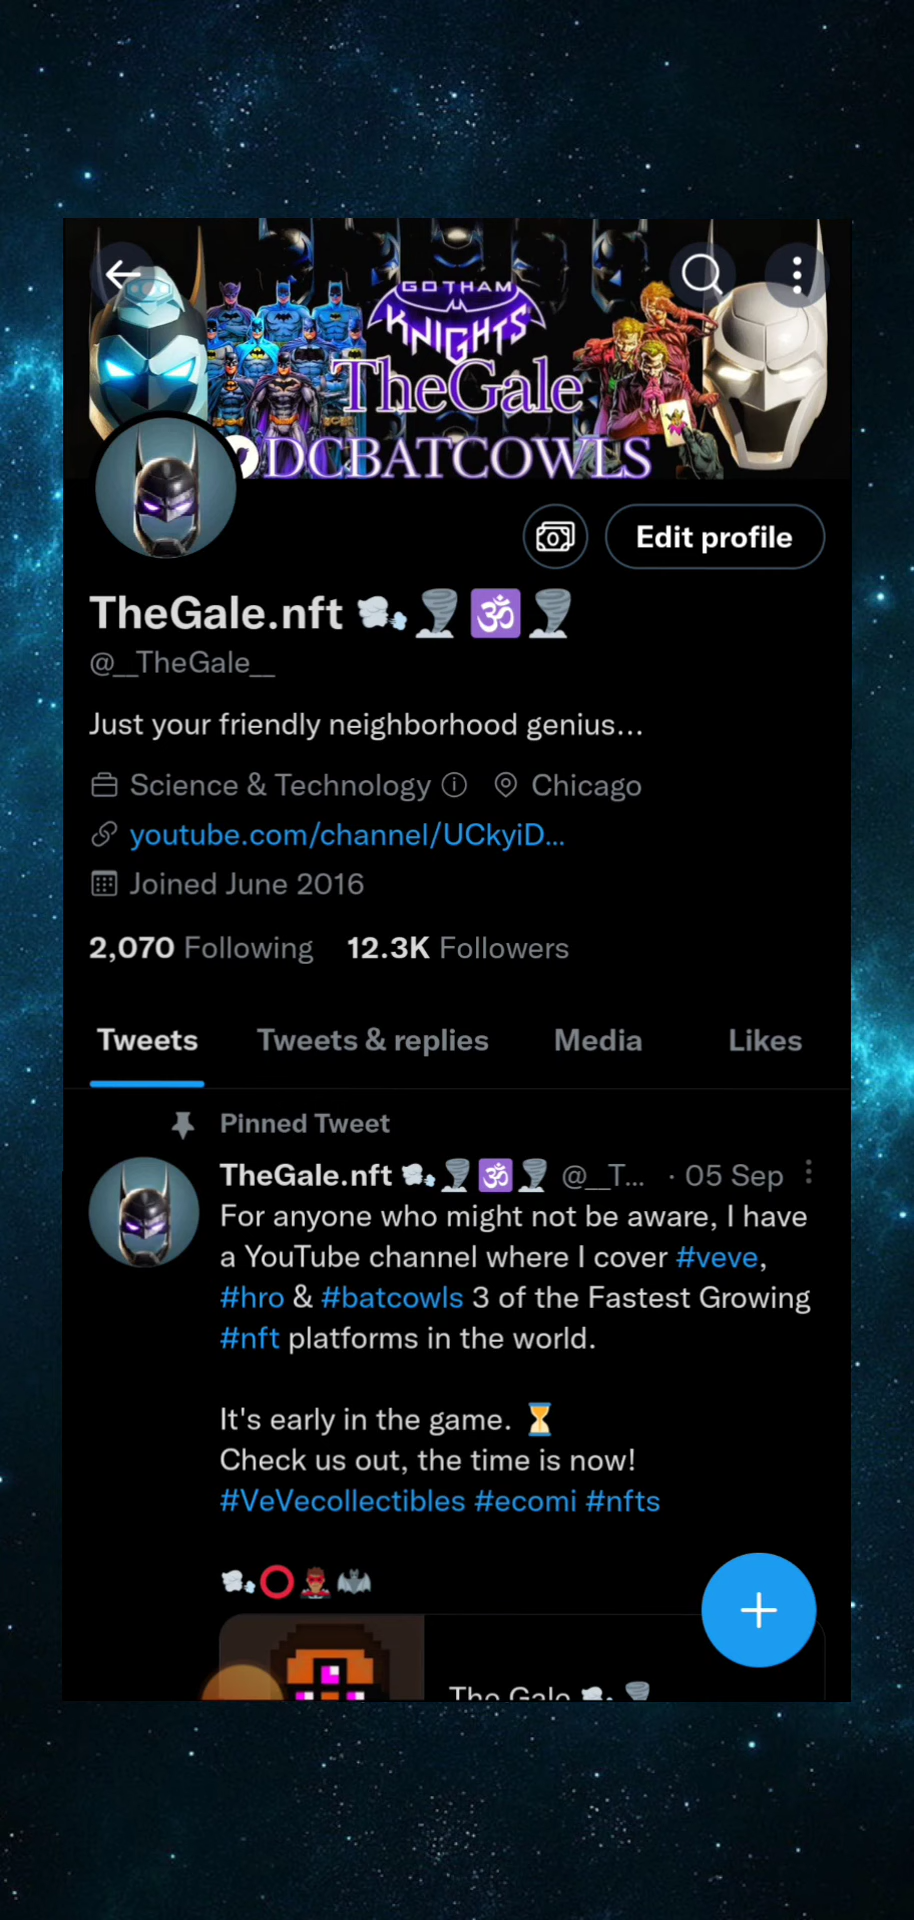 GOTHAM
KNIGHTS
TheGale
DCBATCOWLS
Edit profile
TheGale.nft 💨🌪️🕉️🌪️
@__TheGale__
Just your friendly neighborhood genius...
Science & Technology Chicago
youtube.com/channel/UCkyiD...
Joined June 2016
2,070 Following 12.3K Followers
Tweets Tweets & replies Media Likes
Pinned Tweet
TheGale.nft 💨🌪️🕉️🌪️ @__T... · 05 Sep
For anyone who might not be aware, I have
a YouTube channel where I cover #veve,
#hro & #batcowls 3 of the Fastest Growing
#nft platforms in the world.
It's early in the game. ⏳
Check us out, the time is now!
#VeVecollectibles #ecomi #nfts
💨⭕🦹🏾‍♂️🦇
The Gale 💨🌪️